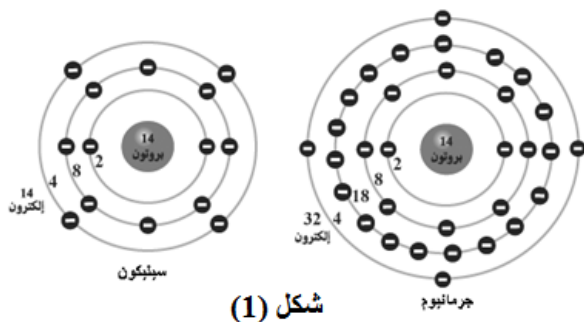 14
بروتون
2
8
4
14
إلكترون
سيليكون
14
بروتون
2
8
18
4
32
إلكترون
جرمانيوم
شكل (1)